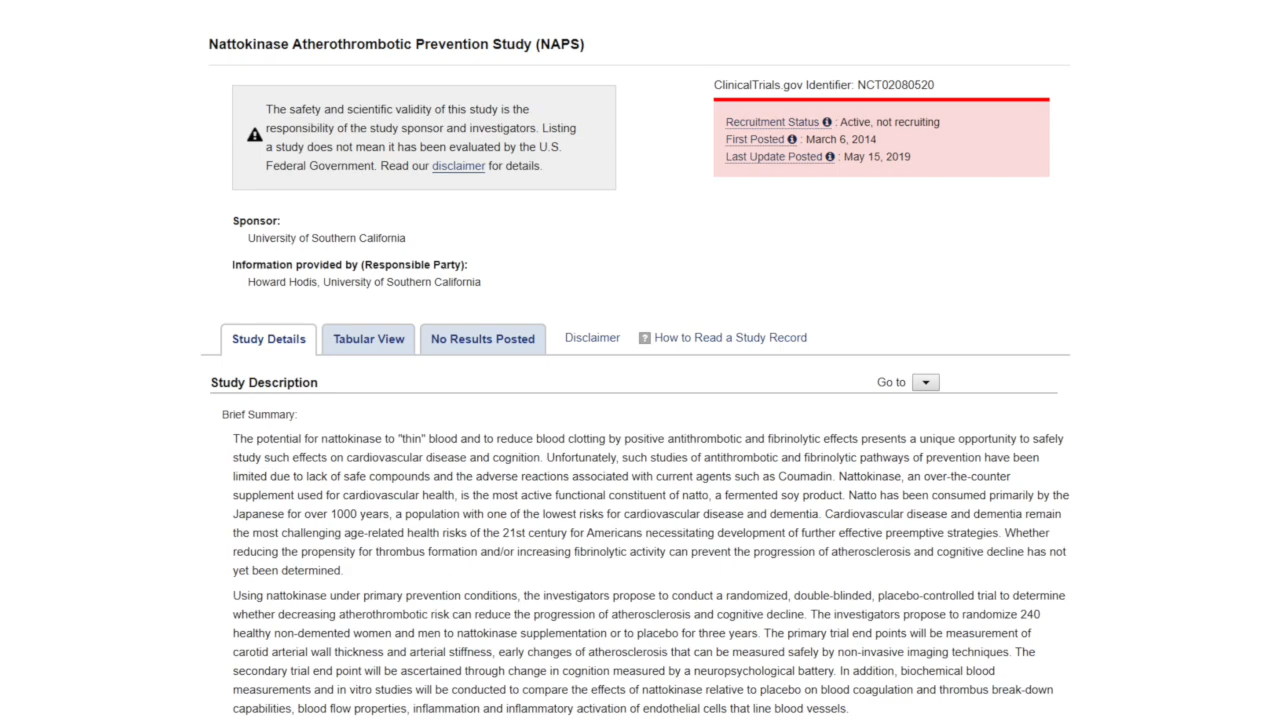 Nattokinase Atherothrombotic Prevention Study (NAPS)
ClinicalTrials.gov Identifier: NCT02080520
The safety and scientific validity of this study is the
responsibility of the study sponsor and investigators. Listing
a study does not mean it has been evaluated by the U.S.
Federal Government. Read our disclaimer for details.
Recruitment Status : Active, not recruiting
First Posted : March 6, 2014
Last Update Posted : May 15, 2019
Sponsor:
University of Southern California
Information provided by (Responsible Party):
Howard Hodis, University of Southern California
Study Details Tabular View No Results Posted Disclaimer ? How to Read a Study Record
Study Description Go to
Brief Summary:
The potential for nattokinase to "thin" blood and to reduce blood clotting by positive antithrombotic and fibrinolytic effects presents a unique opportunity to safely
study such effects on cardiovascular disease and cognition. Unfortunately, such studies of antithrombotic and fibrinolytic pathways of prevention have been
limited due to lack of safe compounds and the adverse reactions associated with current agents such as Coumadin. Nattokinase, an over-the-counter
supplement used for cardiovascular health, is the most active functional constituent of natto, a fermented soy product. Natto has been consumed primarily by the
Japanese for over 1000 years, a population with one of the lowest risks for cardiovascular disease and dementia. Cardiovascular disease and dementia remain
the most challenging age-related health risks of the 21st century for Americans necessitating development of further effective preemptive strategies. Whether
reducing the propensity for thrombus formation and/or increasing fibrinolytic activity can prevent the progression of atherosclerosis and cognitive decline has not
yet been determined.
Using nattokinase under primary prevention conditions, the investigators propose to conduct a randomized, double-blinded, placebo-controlled trial to determine
whether decreasing atherothrombotic risk can reduce the progression of atherosclerosis and cognitive decline. The investigators propose to randomize 240
healthy non-demented women and men to nattokinase supplementation or to placebo for three years. The primary trial end points will be measurement of
carotid arterial wall thickness and arterial stiffness, early changes of atherosclerosis that can be measured safely by non-invasive imaging techniques. The
secondary trial end point will be ascertained through change in cognition measured by a neuropsychological battery. In addition, biochemical blood
measurements and in vitro studies will be conducted to compare the effects of nattokinase relative to placebo on blood coagulation and thrombus break-down
capabilities, blood flow properties, inflammation and inflammatory activation of endothelial cells that line blood vessels.